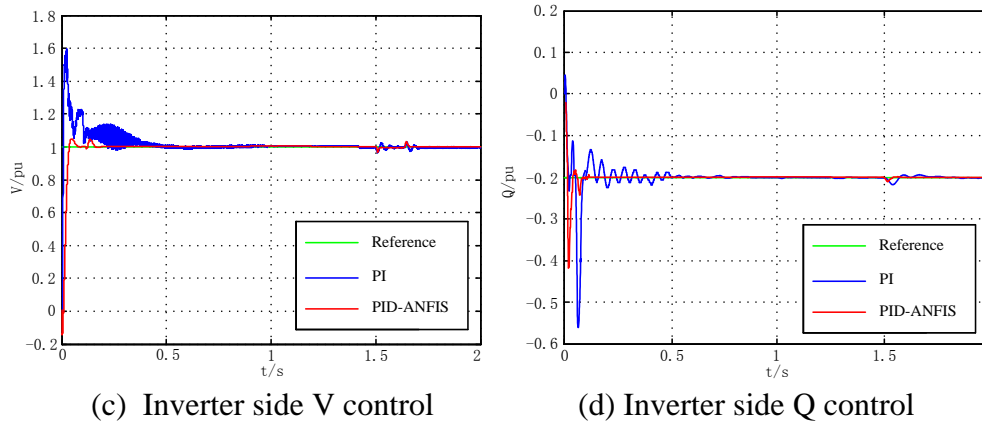 1.8
1.6
1.4
1.2
1
0.8
0.6
0.4
0.2
0
-0.2
V/pu
Reference
PI
PID-ANFIS
0 0.5 1 1.5 2
t/s
(c) Inverter side V control
0.2
0.1
0
-0.1
-0.2
-0.3
-0.4
-0.5
-0.6
Q/pu
Reference
PI
PID-ANFIS
0 0.5 1 1.5 2
t/s
(d) Inverter side Q control